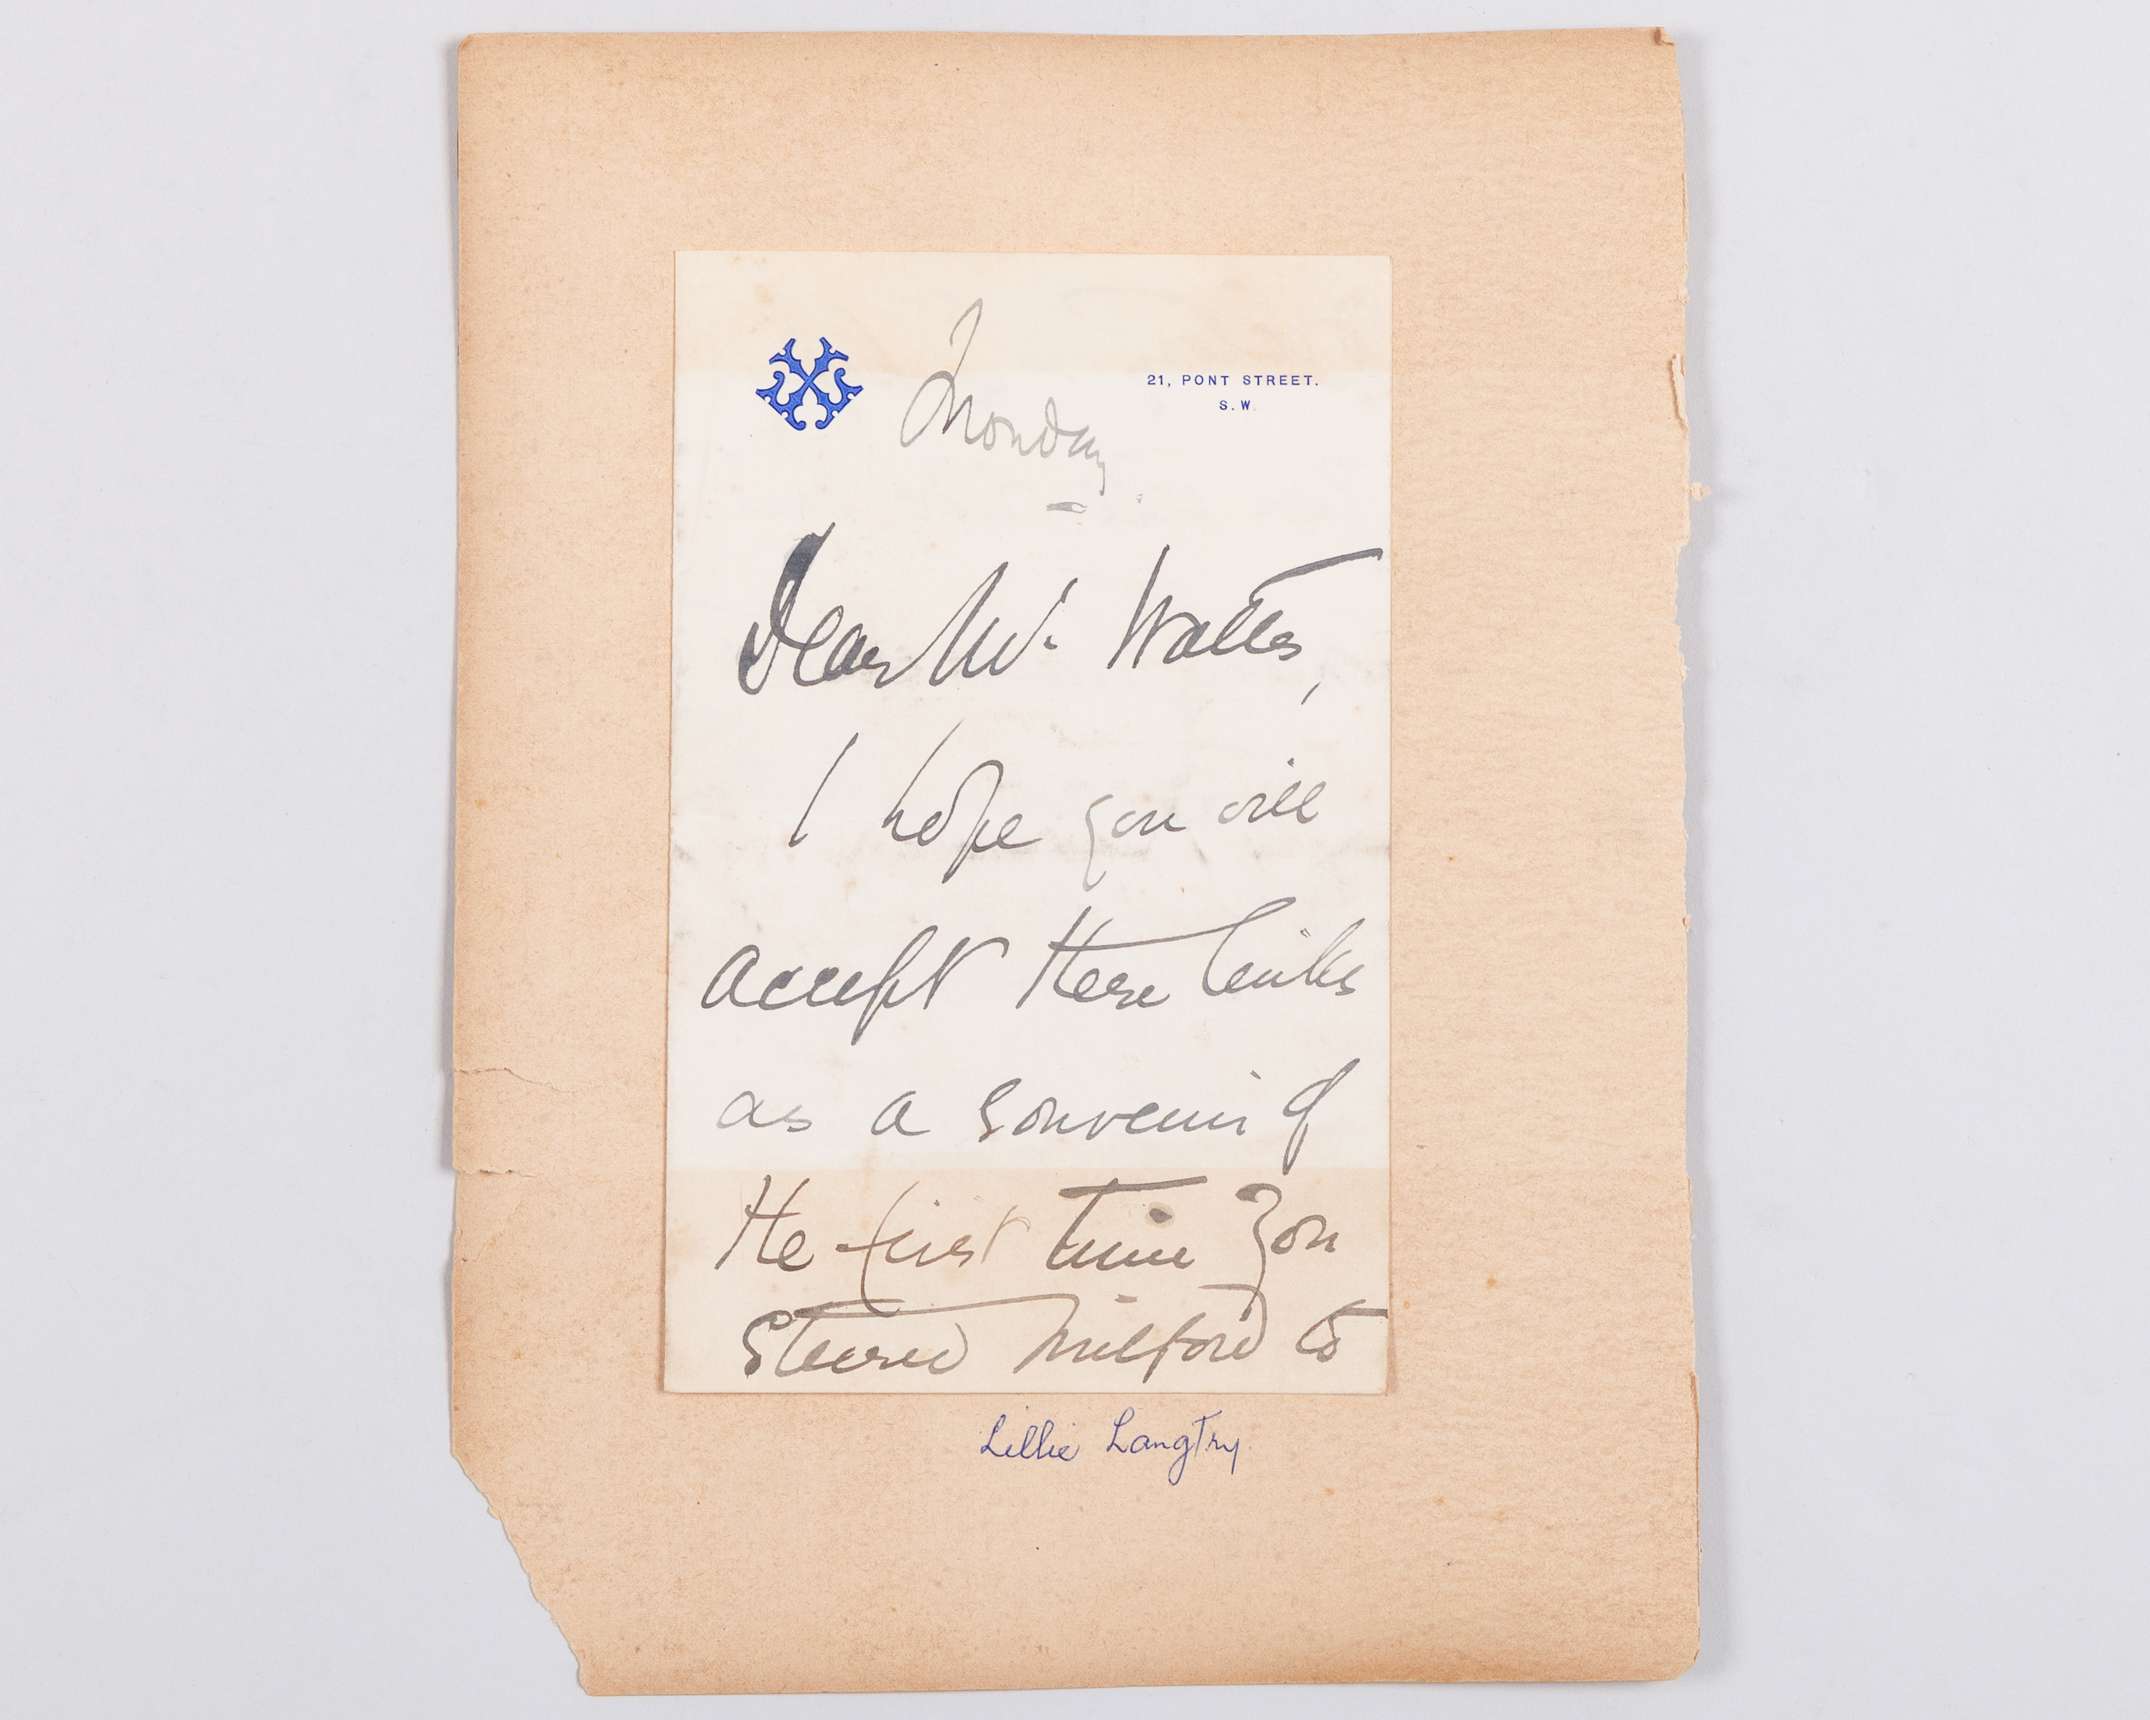 Monday
21, PONT STREET.
S.W.
Dear Mr. Watts,
I hope you will
accept these links
as a souvenir of
the first time you
steered Milford to
Lillie Langtry